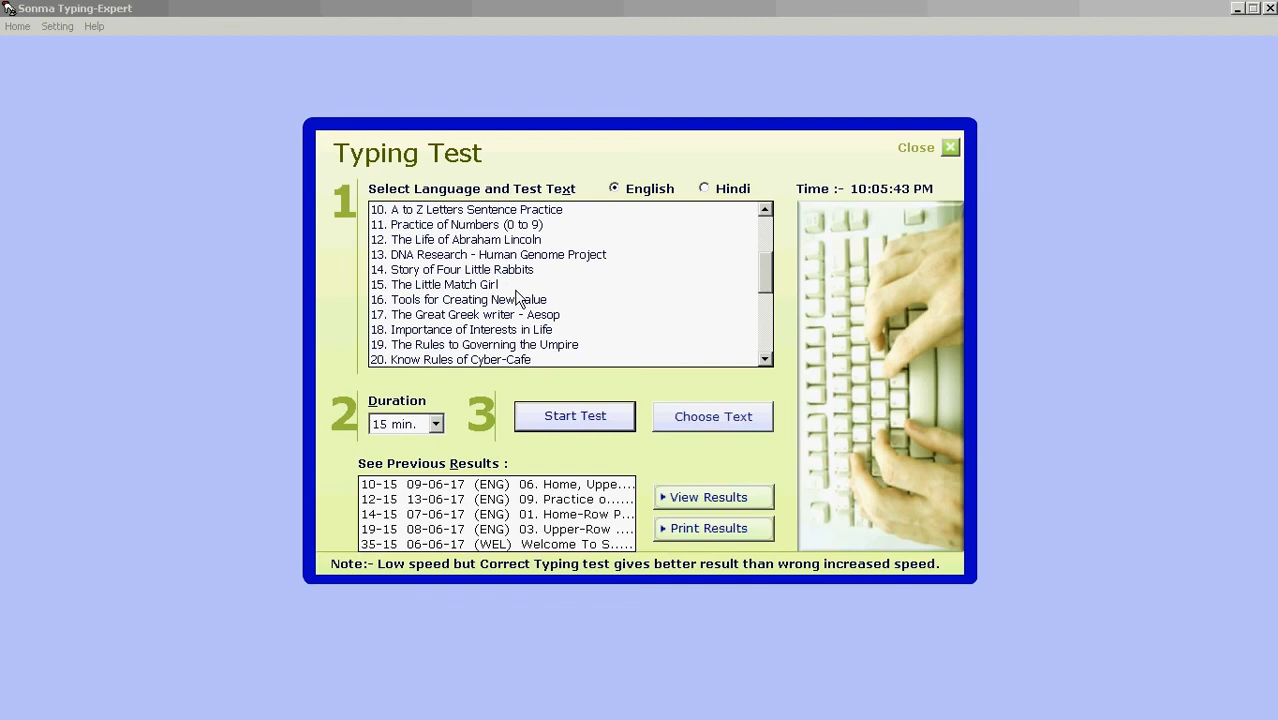 Sonma Typing-Expert
Home Setting Help
Typing Test
Close
1 Select Language and Test Text English Hindi Time :- 10:05:43 PM
10. A to Z Letters Sentence Practice
11. Practice of Numbers (0 to 9)
12. The Life of Abraham Lincoln
13. DNA Research - Human Genome Project
14. Story of Four Little Rabbits
15. The Little Match Girl
16. Tools for Creating New Value
17. The Great Greek writer - Aesop
18. Importance of Interests in Life
19. The Rules to Governing the Umpire
20. Know Rules of Cyber-Cafe
2 Duration 3
15 min. Start Test Choose Text
See Previous Results :
10-15 09-06-17 (ENG) 06. Home, Uppe....
12-15 13-06-17 (ENG) 09. Practice o......
14-15 07-06-17 (ENG) 01. Home-Row P...
19-15 08-06-17 (ENG) 03. Upper-Row ....
35-15 06-06-17 (WEL) Welcome To S.....
View Results
Print Results
Note:- Low speed but Correct Typing test gives better result than wrong increased speed.